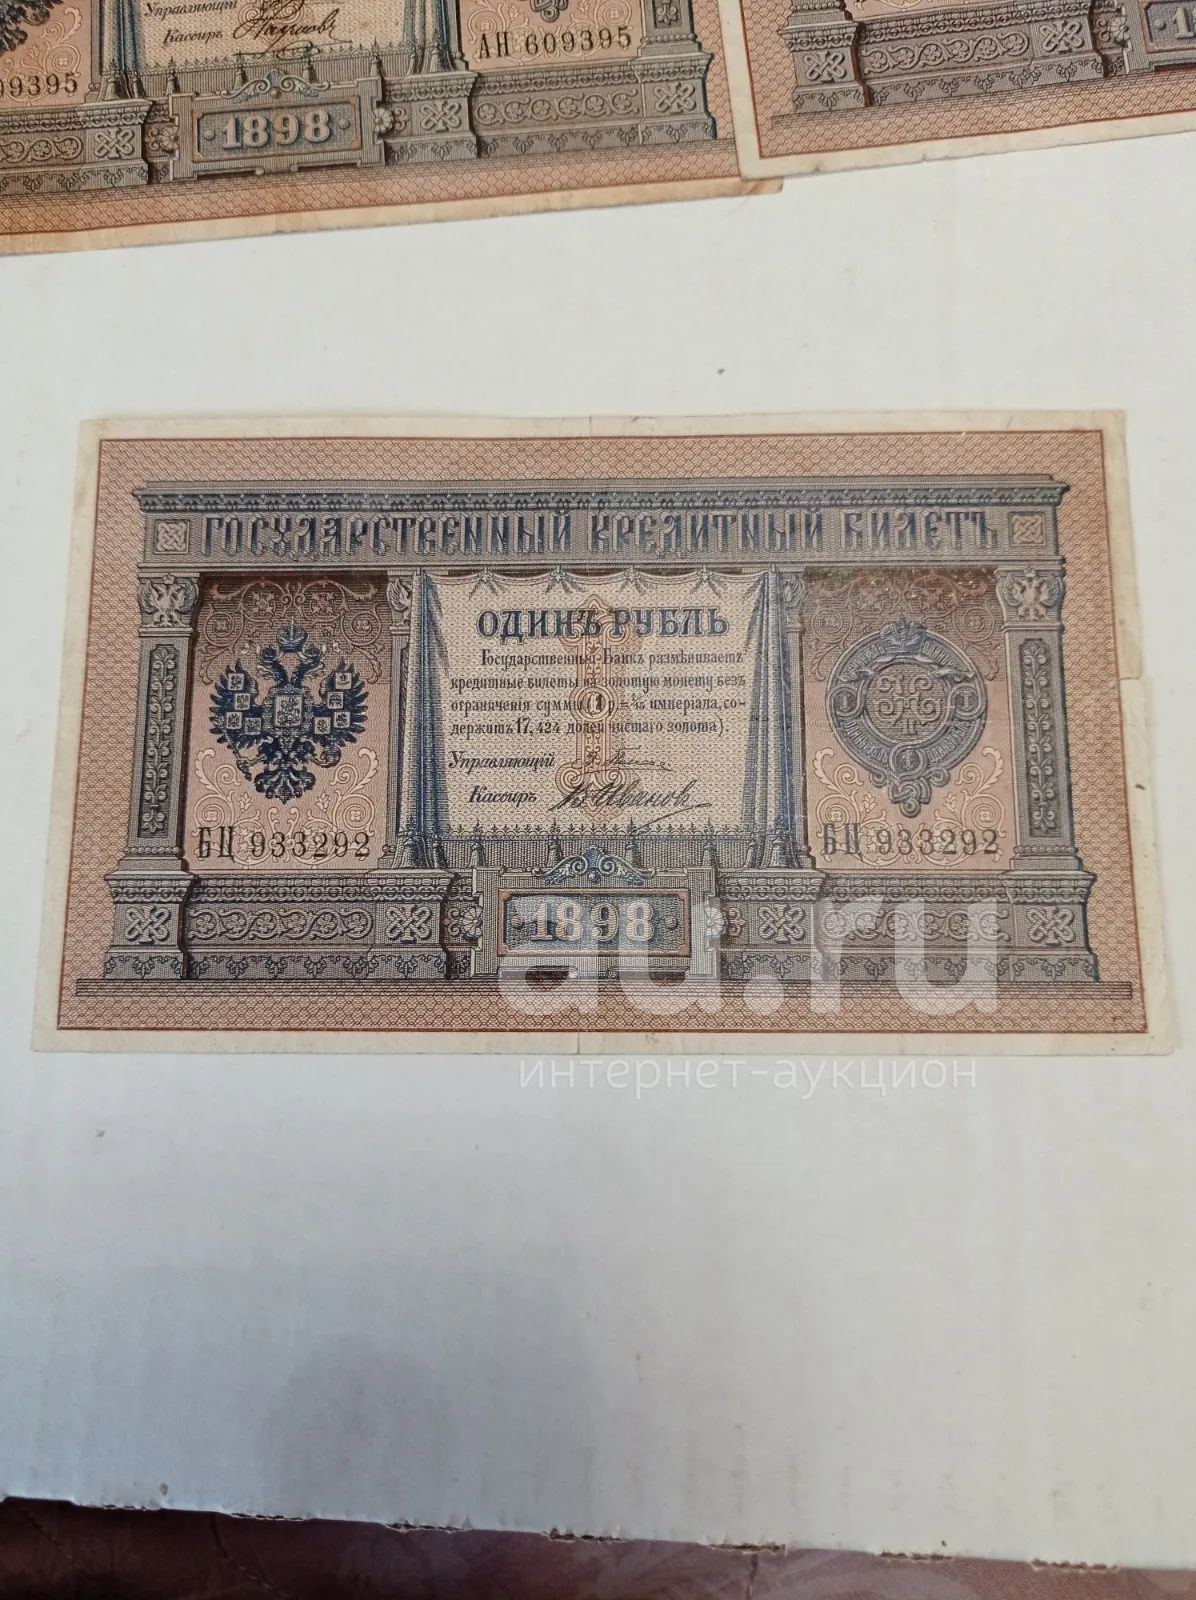 Управляющій
Кассиръ
АН 609395
09395
1898
1
ГОСУДАРСТВЕННЫЙ КРЕДИТНЫЙ БИЛЕТЪ
ОДИНЪ РУБЛЬ
Государственный Банкъ размѣниваетъ
кредитные билеты на золотую монету безъ
ограниченія суммы (1 р.= 1/15 имперіала, со-
держитъ 17,424 долей чистаго золота).
Управляющій
Кассиръ
БЦ 933292
БЦ 933292
1898
au.ru
интернет-аукцион